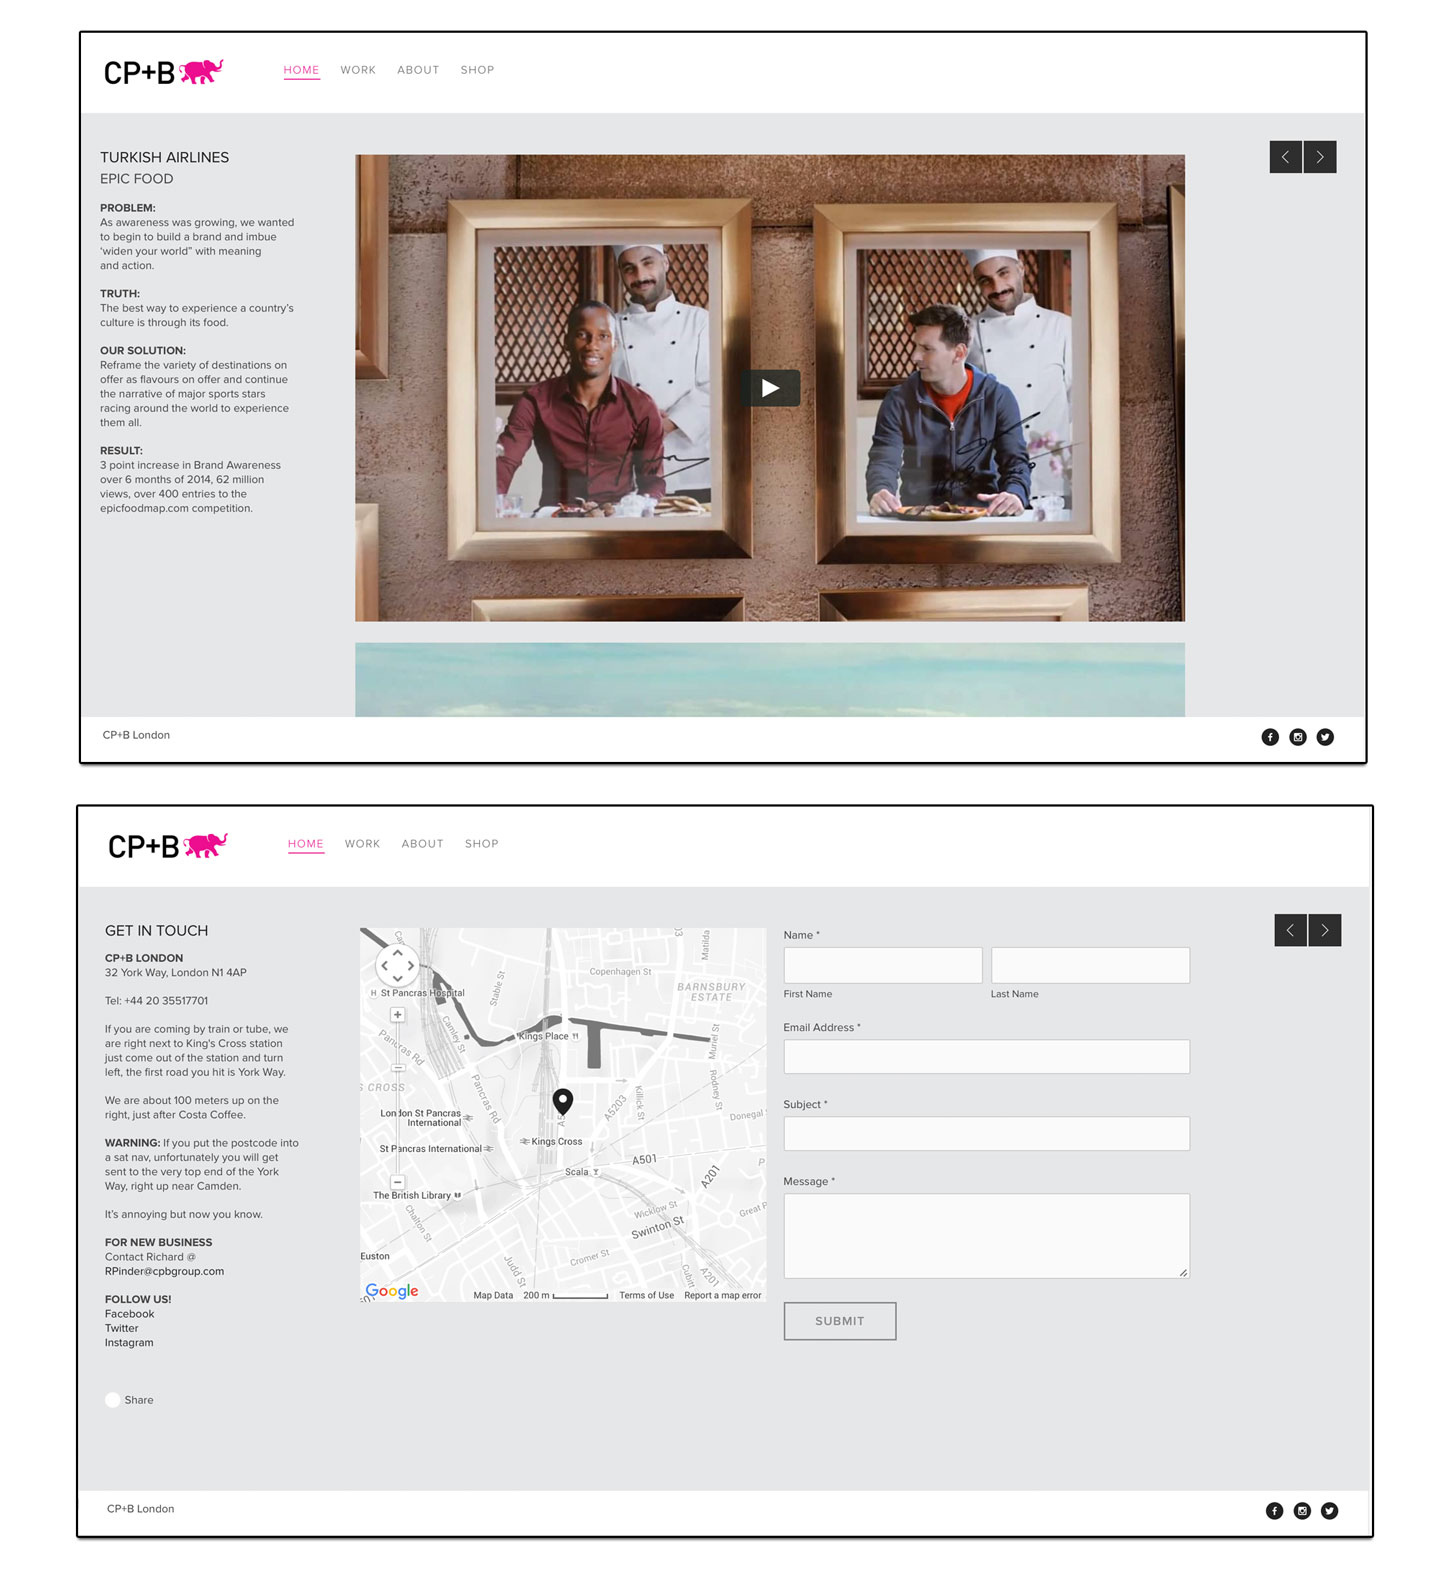 CP+B
HOME WORK ABOUT SHOP
TURKISH AIRLINES
EPIC FOOD
PROBLEM:
As awareness was growing, we wanted
to begin to build a brand and imbue
‘widen your world” with meaning
and action.
TRUTH:
The best way to experience a country’s
culture is through its food.
OUR SOLUTION:
Reframe the variety of destinations on
offer as flavours on offer and continue
the narrative of major sports stars
racing around the world to experience
them all.
RESULT:
3 point increase in Brand Awareness
over 6 months of 2014, 62 million
views, over 400 entries to the
epicfoodmap.com competition.
CP+B London
CP+B
HOME WORK ABOUT SHOP
GET IN TOUCH
CP+B LONDON
32 York Way, London N1 4AP
Tel: +44 20 35517701
If you are coming by train or tube, we
are right next to King's Cross station
just come out of the station and turn
left, the first road you hit is York Way.
We are about 100 meters up on the
right, just after Costa Coffee.
WARNING: If you put the postcode into
a sat nav, unfortunately you will get
sent to the very top end of the York
Way, right up near Camden.
It’s annoying but now you know.
FOR NEW BUSINESS
Contact Richard @
RPinder@cpbgroup.com
FOLLOW US!
Facebook
Twitter
Instagram
Share
Matilda
Copenhagen St
H St Pancras Hospital
Stable St
BARNSBURY
ESTATE
Camley St
Kings Place
Muriel St
Pancras Rd
S CROSS
Pancras Rd
Rodney St
Killick St
A5203
London St Pancras
International
Donegal
St Pancras International
Kings Cross
Scala
A501
A201
The British Library
Wicklow St
Swinton St
Great P
Chalton St
Euston
Cromer St
Judd St
Cubitt
A201
Google
Map Data 200 m Terms of Use Report a map error
Name *
First Name Last Name
Email Address *
Subject *
Message *
SUBMIT
CP+B London